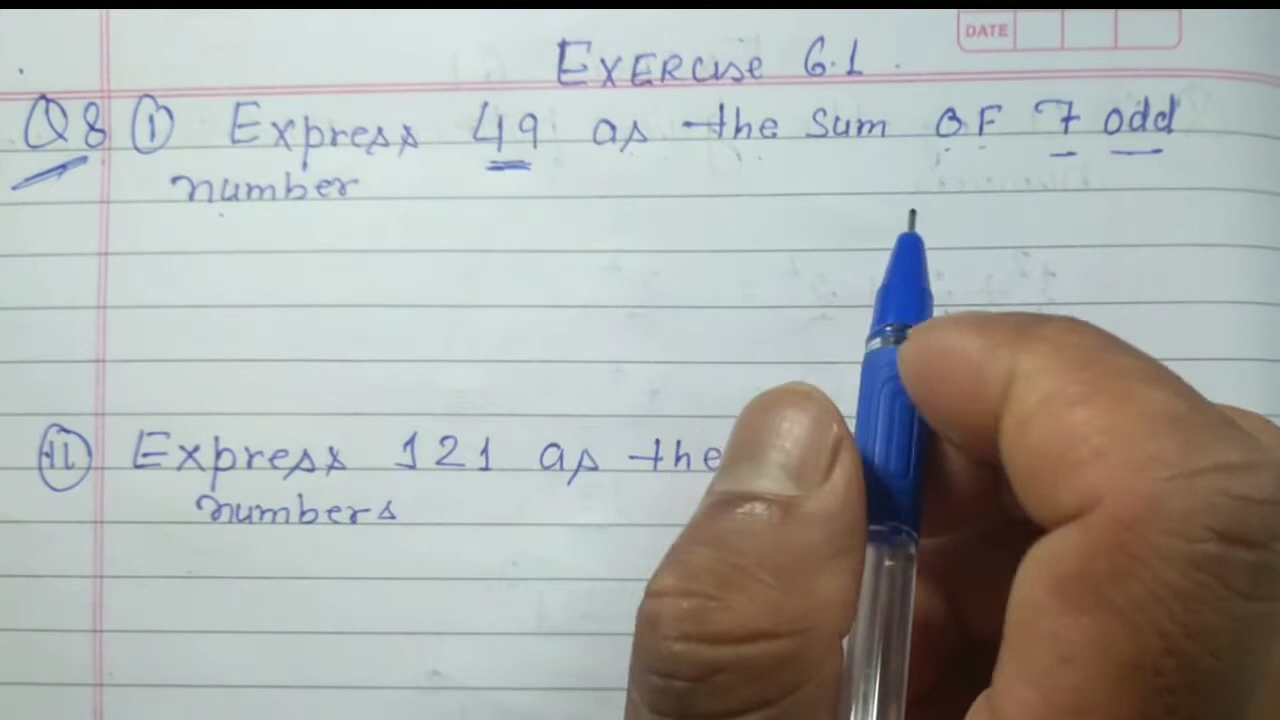 DATE
EXERCISE 6.1
Q8 (i) Express 49 as the sum OF 7 odd
number
(ii) Express 121 as the
numbers